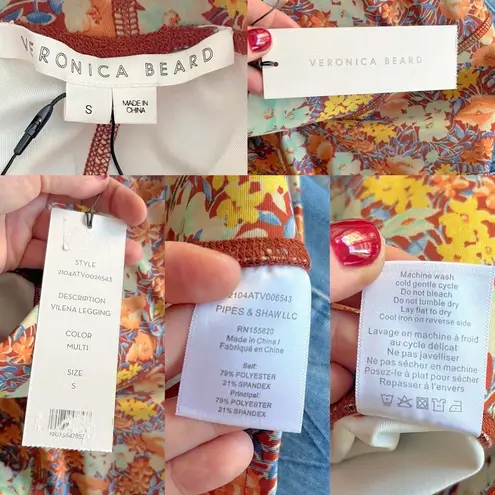 VERONICA BEARD
S
MADE IN
CHINA
VERONICA BEARD
STYLE
2104ATV0026543
DESCRIPTION
VILENA LEGGING
COLOR
MULTI
SIZE
S
2104ATV006543
PIPES & SHAW LLC
RN155820
Made in China /
Fabriqué en China
Self:
79% POLYESTER
21% SPANDEX
Principal:
79% POLYESTER
21% SPANDEX
Machine wash
cold gentle cycle
Do not bleach
Do not tumble dry
Lay flat to dry
Cool iron on reverse side
Lavage en machine à froid
au cycle délicat
Ne pas javelliser
Ne pas sécher en machine
Posez-le à plat pour sécher
Repasser à l'envers